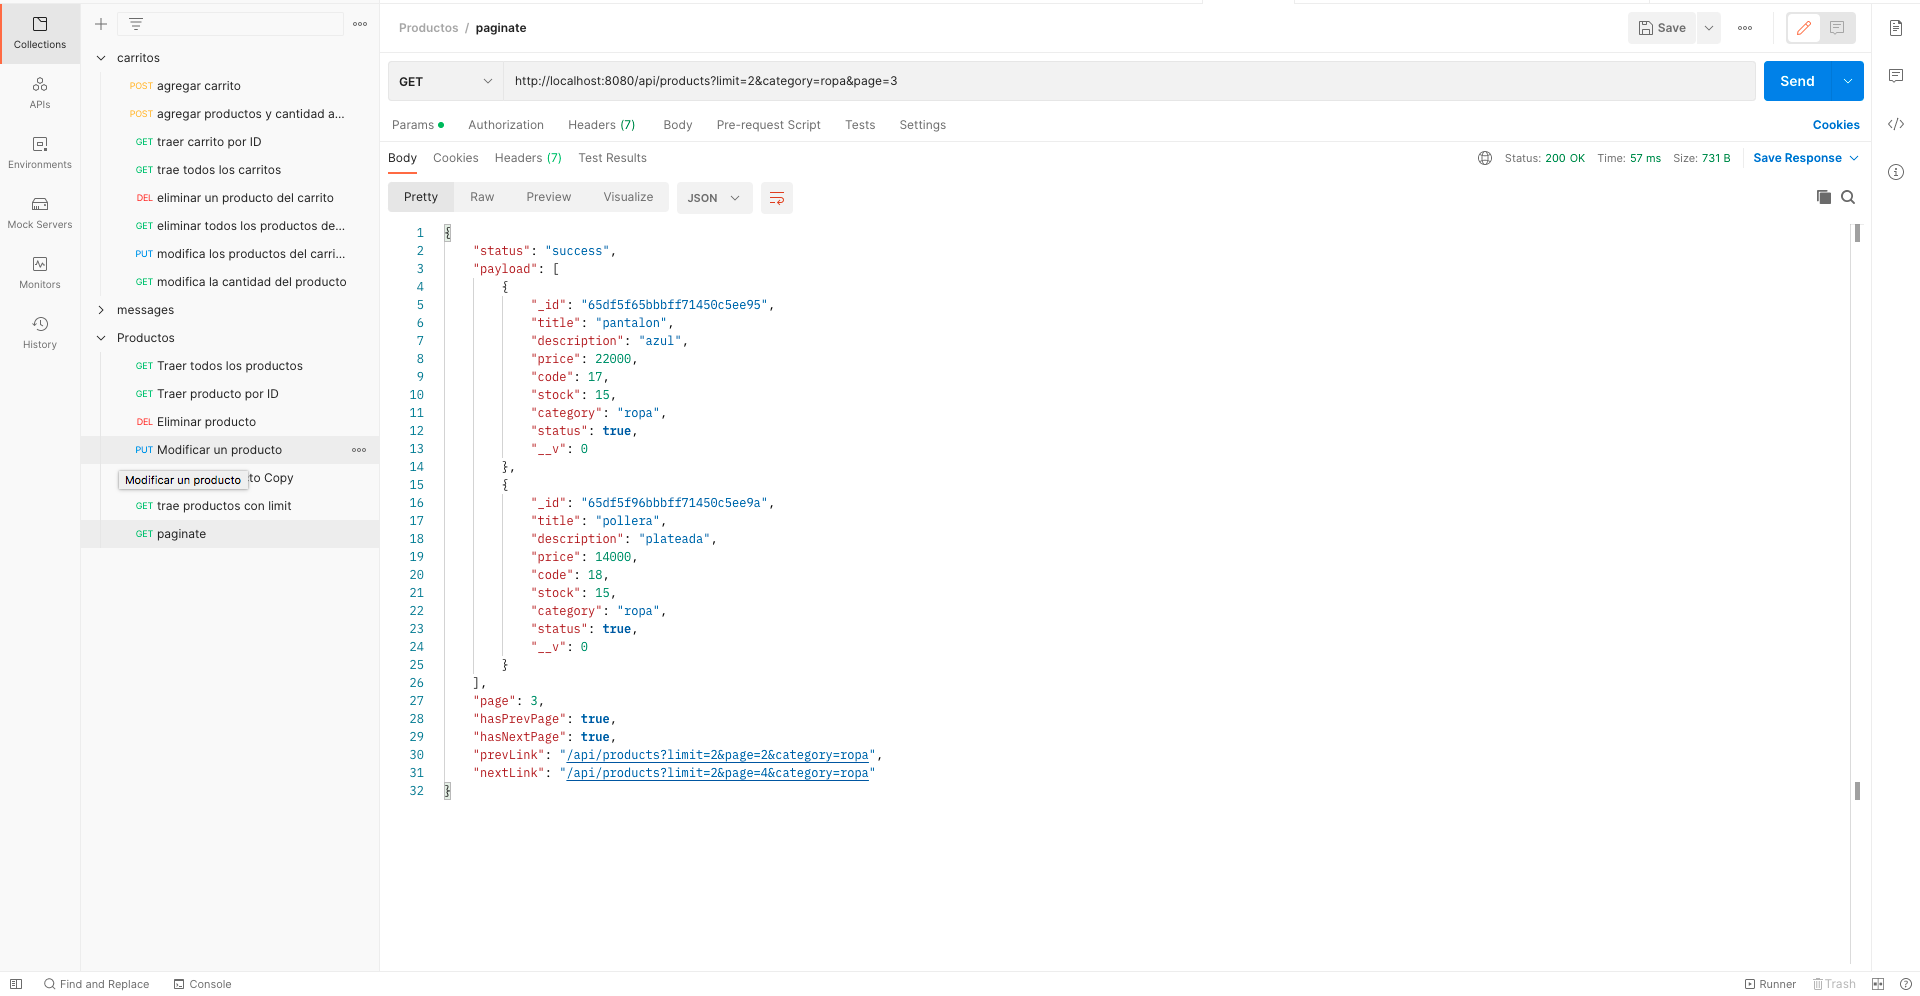 Collections
APIs
Environments
Mock Servers
Monitors
History
carritos
POST agregar carrito
POST agregar productos y cantidad a...
GET traer carrito por ID
GET trae todos los carritos
DEL eliminar un producto del carrito
GET eliminar todos los productos de...
PUT modifica los productos del carri...
GET modifica la cantidad del producto
messages
Productos
GET Traer todos los productos
GET Traer producto por ID
DEL Eliminar producto
PUT Modificar un producto
Modificar un producto
to Copy
GET trae productos con limit
GET paginate
Productos / paginate
Save
GET http://localhost:8080/api/products?limit=2&category=ropa&page=3
Send
Params Authorization Headers (7) Body Pre-request Script Tests Settings Cookies
Body Cookies Headers (7) Test Results
Status: 200 OK Time: 57 ms Size: 731 B Save Response
Pretty Raw Preview Visualize JSON
1 {
2 "status": "success",
3 "payload": [
4 {
5 "_id": "65df5f65bbbff71450c5ee95",
6 "title": "pantalon",
7 "description": "azul",
8 "price": 22000,
9 "code": 17,
10 "stock": 15,
11 "category": "ropa",
12 "status": true,
13 "__v": 0
14 },
15 {
16 "_id": "65df5f96bbbff71450c5ee9a",
17 "title": "pollera",
18 "description": "plateada",
19 "price": 14000,
20 "code": 18,
21 "stock": 15,
22 "category": "ropa",
23 "status": true,
24 "__v": 0
25 }
26 ],
27 "page": 3,
28 "hasPrevPage": true,
29 "hasNextPage": true,
30 "prevLink": "/api/products?limit=2&page=2&category=ropa",
31 "nextLink": "/api/products?limit=2&page=4&category=ropa"
32 }
Find and Replace Console
Runner Trash